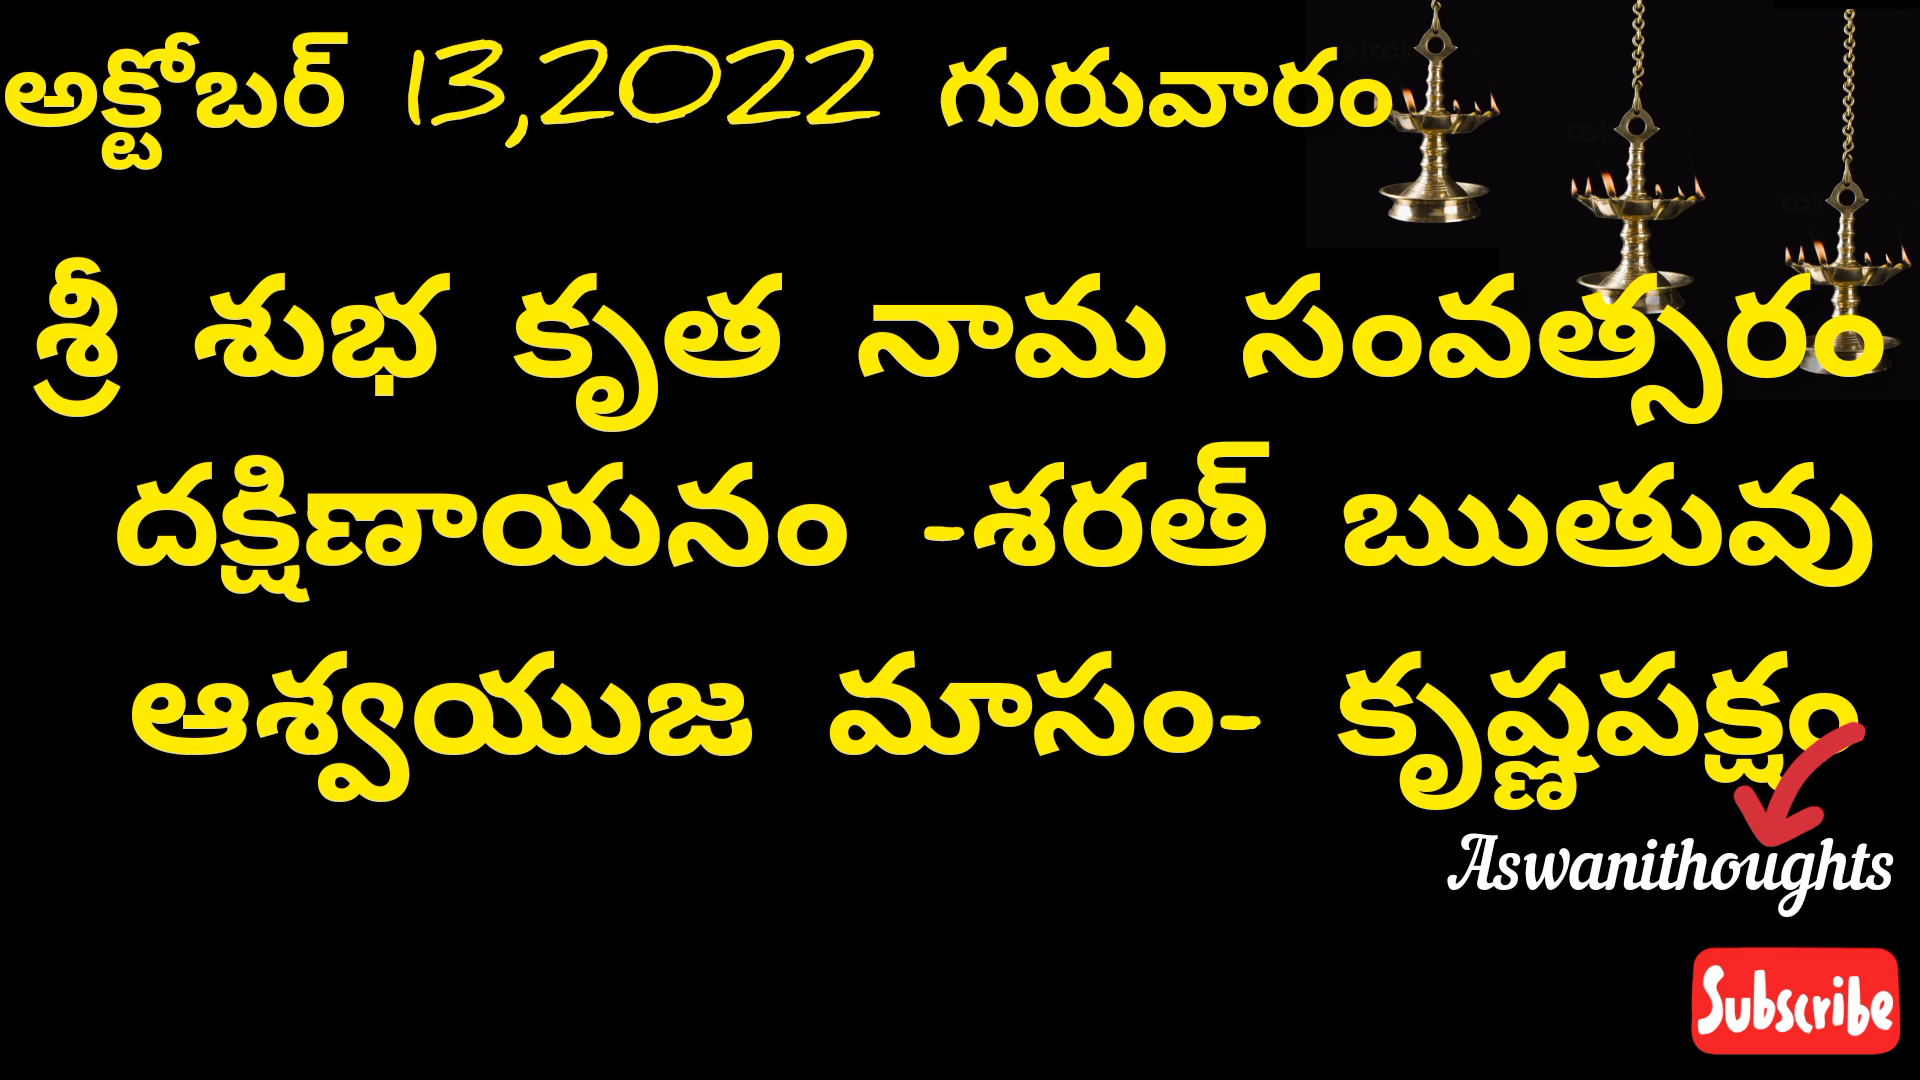 అక్టోబర్ 13,2022 గురువారం
శ్రీ శుభ కృత నామ సంవత్సరం
దక్షిణాయనం -శరత్ ఋతువు
ఆశ్వయుజ మాసం- కృష్ణపక్షం
Aswanithoughts
Subscribe